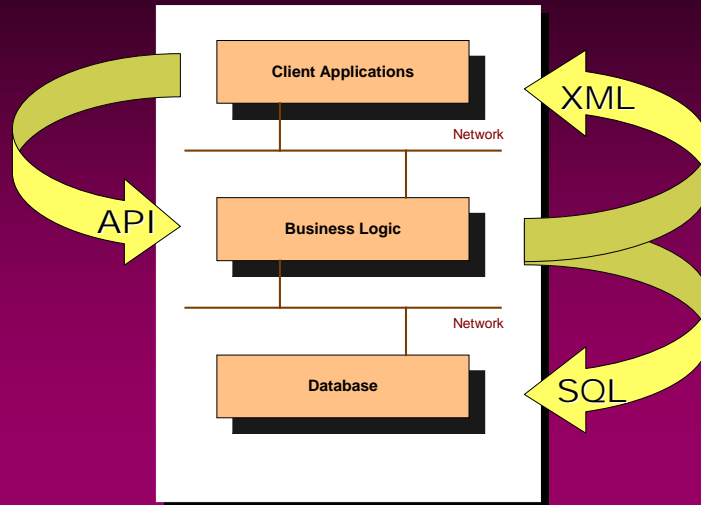 Client Applications
XML
Network
API
Business Logic
Network
Database
SQL